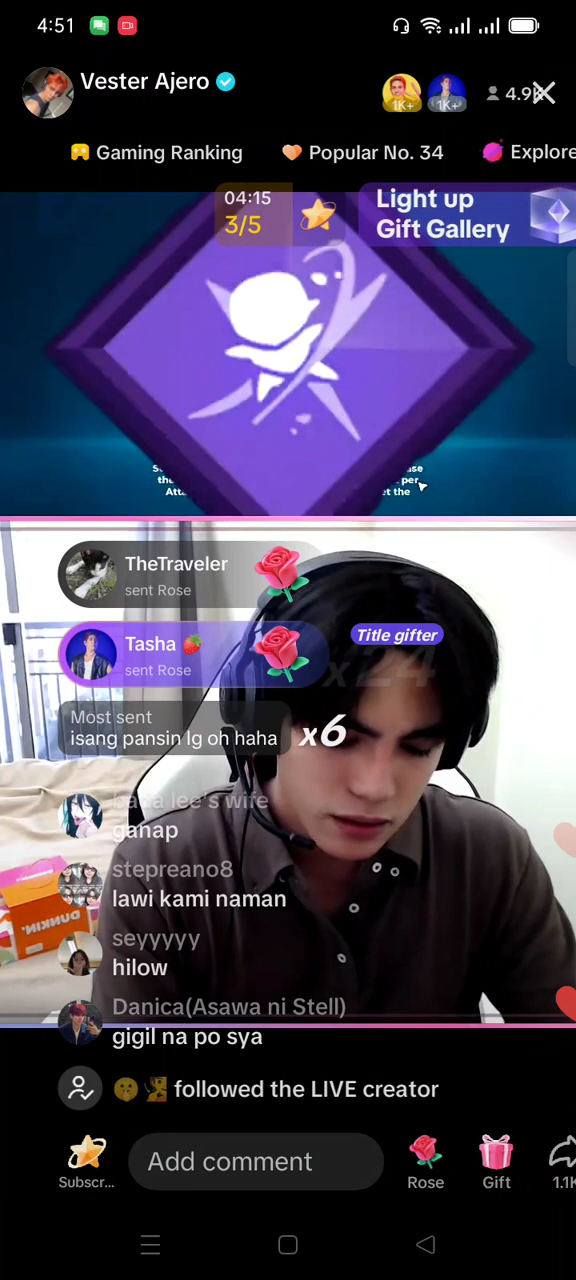 4:51
Vester Ajero
1K+
1K+
4.9K
Gaming Ranking
Popular No. 34
Explore
04:15
3/5
Light up
Gift Gallery
TheTraveler
sent Rose
Tasha
sent Rose
Title gifter
x24
Most sent
isang pansin lg oh haha
x6
bada lee's wife
ganap
stepreano8
lawi kami naman
DUNKIN'
seyyyyy
hilow
Danica(Asawa ni Stell)
gigil na po sya
followed the LIVE creator
Add comment
Subscr...
Rose
Gift
1.1K